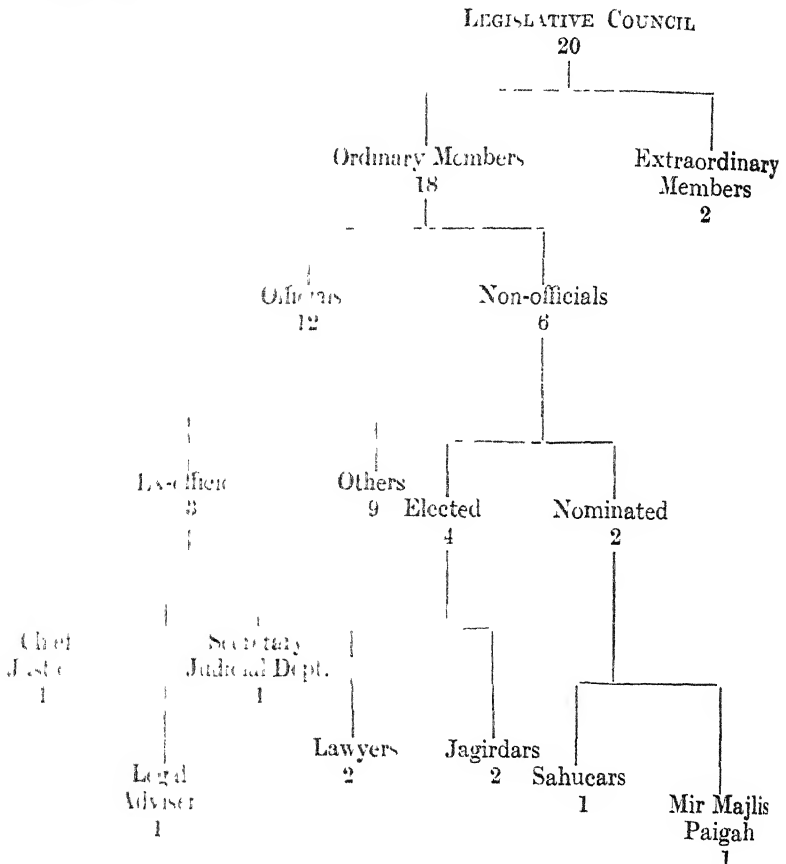 LEGISLATIVE COUNCIL
20
Ordinary Members
18
Extraordinary
Members
2
Officials
12
Non-officials
6
Ex-officio
3
Others
9
Elected
4
Nominated
2
Chief
Justice
1
Secretary
Judicial Dept.
1
Legal
Adviser
1
Lawyers
2
Jagirdars
2
Sahucars
1
Mir Majlis
Paigah
1